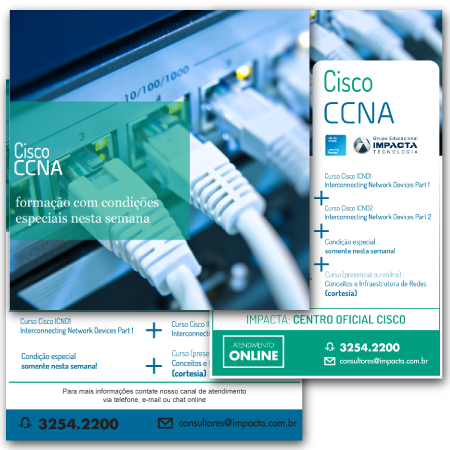 10/100/1000
Cisco
CCNA
formação com condições
especiais nesta semana
Cisco
CCNA
Grupo Educacional
IMPACTA
TECNOLOGIA
Curso Cisco ICND1
Interconnecting Network Devices Part 1
+
Curso Cisco ICND2
Interconnecting Network Devices Part 2
+
Condição especial
somente nesta semana!
+
Curso (presencial ou online) :
Conceitos e Infraestrutura de Redes
(cortesia)
IMPACTA: CENTRO OFICIAL CISCO
ATENDIMENTO
ONLINE
3254.2200
consultores@impacta.com.br
Curso Cisco ICND1
Interconnecting Network Devices Part 1
+
Curso Cisco I
Interconnecting
Condição especial
somente nesta semana!
+
Curso (prese
Conceitos e I
(cortesia)
Para mais informações contate nosso canal de atendimento
via telefone, e-mail ou chat online
3254.2200
consultores@impacta.com.br